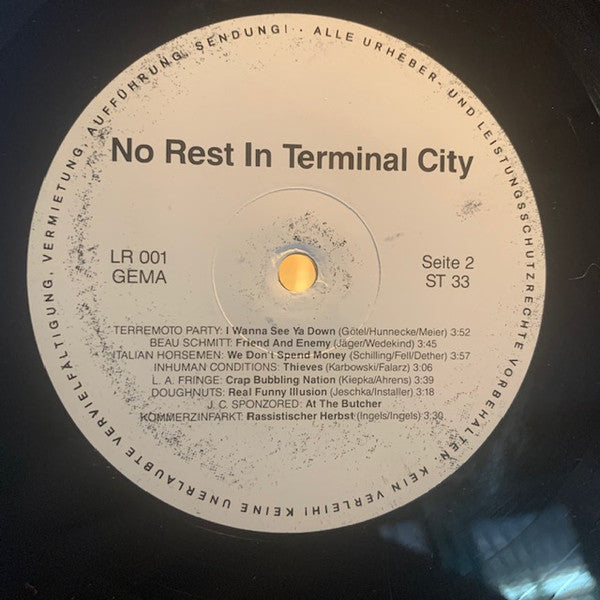 ALLE URHEBER- UND LEISTUNGSSCHUTZRECHTE VORBEHALTEN. KEIN VERLEIH! KEINE UNERLAUBTE VERVIELFÄLTIGUNG, VERMIETUNG, AUFFÜHRUNG, SENDUNG! ·
No Rest In Terminal City
LR 001
GEMA
Seite 2
ST 33
TERREMOTO PARTY: I Wanna See Ya Down (Götel/Hunnecke/Meier) 3:52
BEAU SCHMITT: Friend And Enemy (Jäger/Wedekind) 3:45
ITALIAN HORSEMEN: We Don't Spend Money (Schilling/Fell/Dether) 3:57
INHUMAN CONDITIONS: Thieves (Karbowski/Falarz) 3:06
L. A. FRINGE: Crap Bubbling Nation (Kiepka/Ahrens) 3:39
DOUGHNUTS: Real Funny Illusion (Jeschka/Installer) 3:18
J. C. SPONZORED: At The Butcher
KOMMERZINFARKT: Rassistischer Herbst (Ingels/Ingels) 3:30